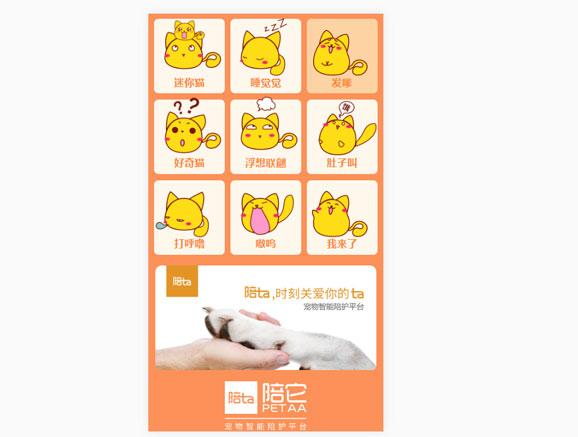 迷你猫
zzz
睡觉觉
发嗲
? ?
好奇猫
浮想联翩
饿
肚子叫
打呼噜
嗷呜
我来了
陪ta
陪ta,时刻关爱你的ta
宠物智能陪护平台
陪ta
陪它
PETAA
宠物智能陪护平台